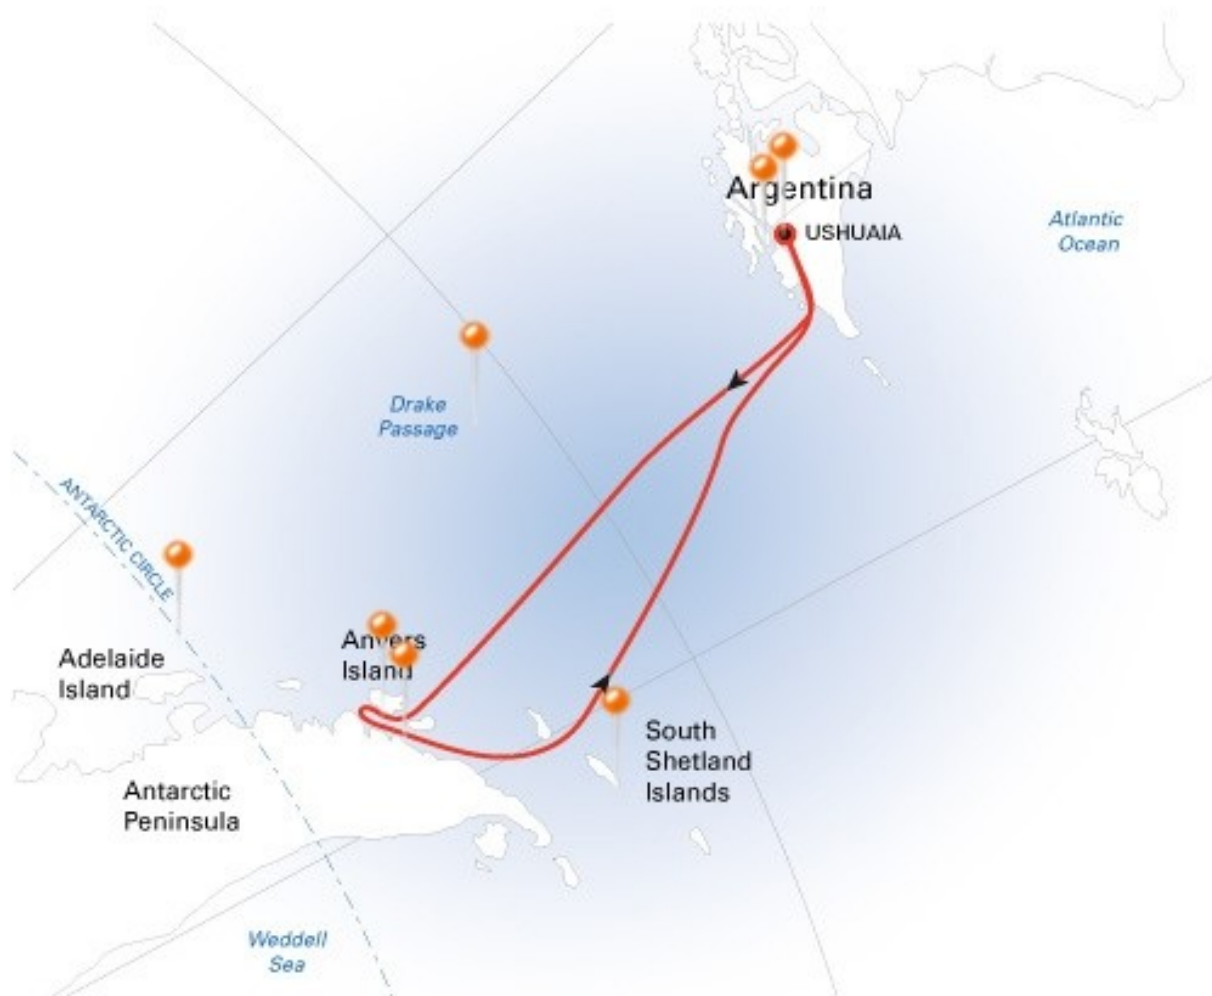 Argentina
USHUAIA
Atlantic
Ocean
Drake
Passage
ANTARCTIC CIRCLE
Anvers
Island
Adelaide
Island
South
Shetland
Islands
Antarctic
Peninsula
Weddell
Sea